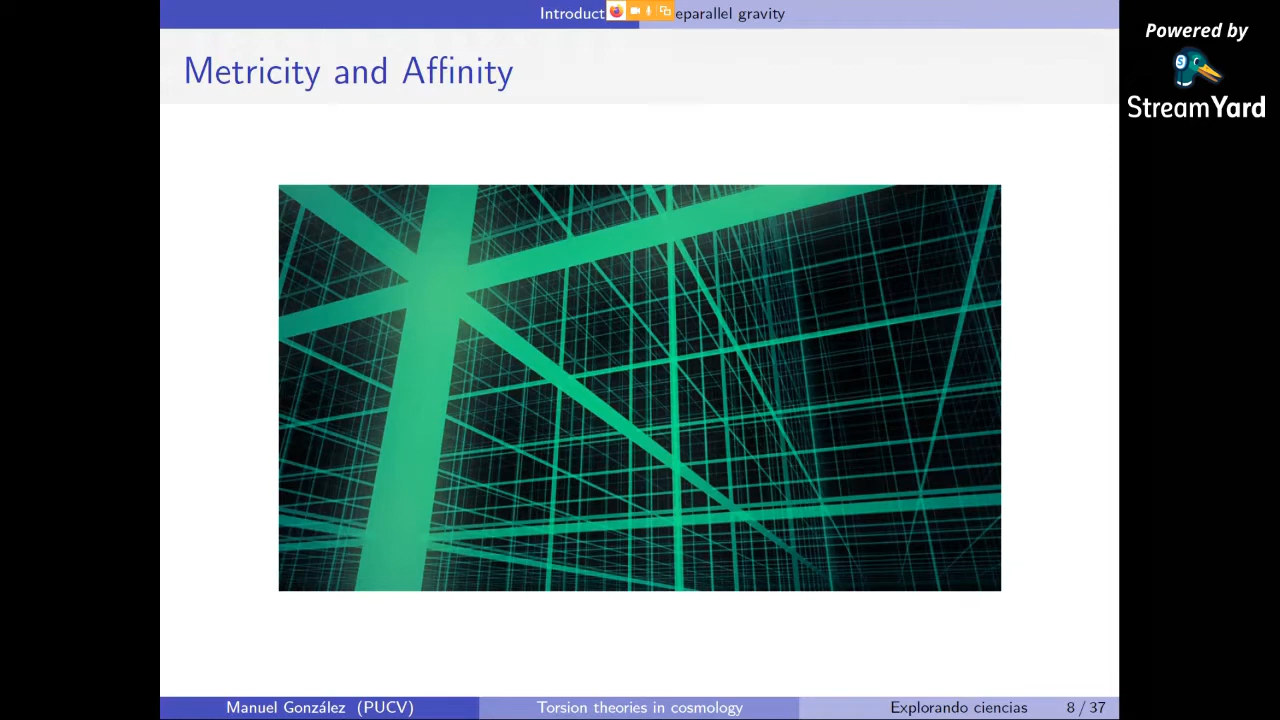 Introduct eparallel gravity
Powered by
StreamYard
Metricity and Affinity
Manuel González (PUCV) Torsion theories in cosmology Explorando ciencias 8 / 37